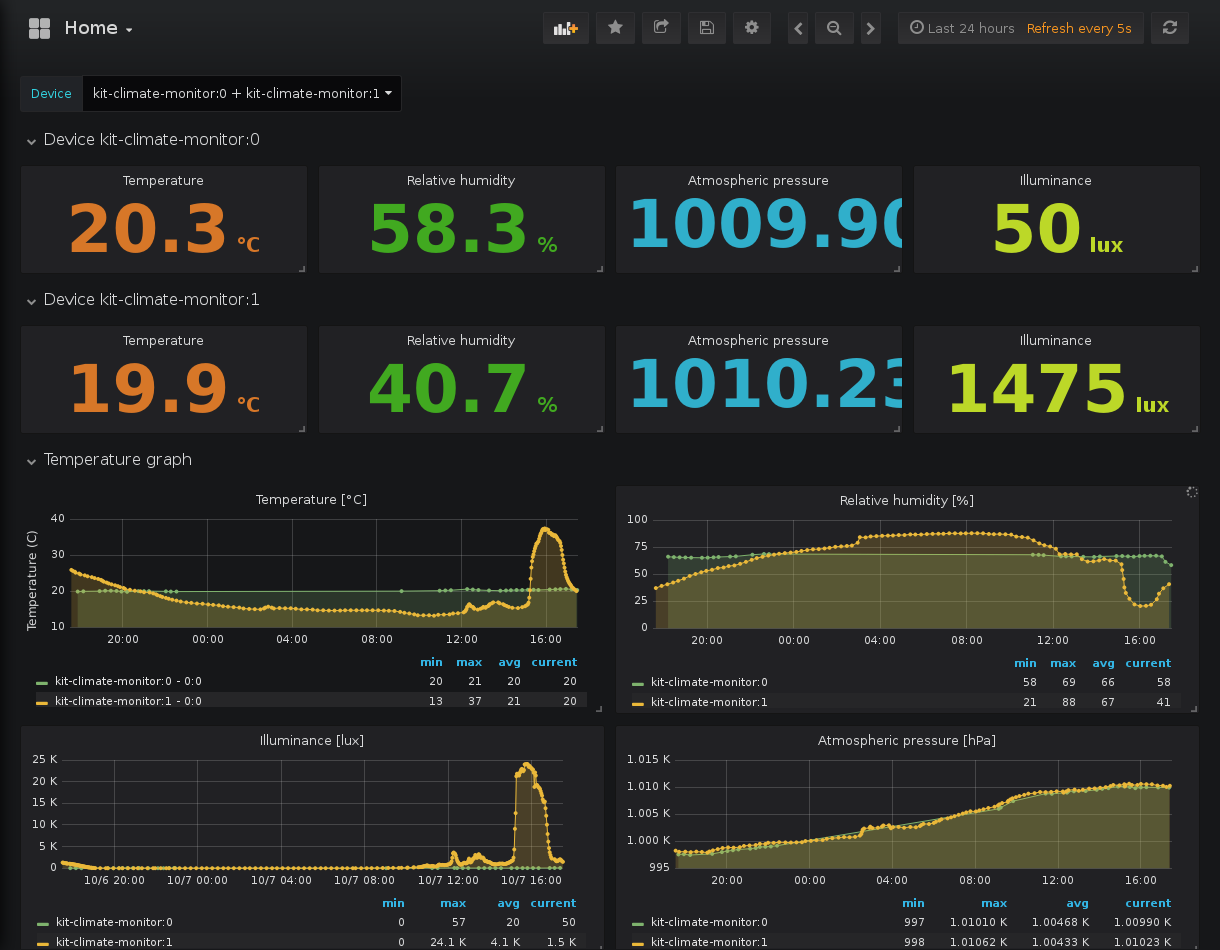 Home
Last 24 hours Refresh every 5s
Device kit-climate-monitor:0 + kit-climate-monitor:1
Device kit-climate-monitor:0
Temperature Relative humidity Atmospheric pressure Illuminance
20.3 °C 58.3 % 1009.90 50 lux
Device kit-climate-monitor:1
Temperature Relative humidity Atmospheric pressure Illuminance
19.9 °C 40.7 % 1010.23 1475 lux
Temperature graph
Temperature [°C]
Temperature (C)
40
30
20
10
20:00 00:00 04:00 08:00 12:00 16:00
min max avg current
kit-climate-monitor:0 - 0:0 20 21 20 20
kit-climate-monitor:1 - 0:0 13 37 21 20
Relative humidity [%]
100
75
50
25
0
20:00 00:00 04:00 08:00 12:00 16:00
min max avg current
kit-climate-monitor:0 58 69 66 58
kit-climate-monitor:1 21 88 67 41
Illuminance [lux]
25 K
20 K
15 K
10 K
5 K
0
10/6 20:00 10/7 00:00 10/7 04:00 10/7 08:00 10/7 12:00 10/7 16:00
min max avg current
kit-climate-monitor:0 0 57 20 50
kit-climate-monitor:1 0 24.1 K 4.1 K 1.5 K
Atmospheric pressure [hPa]
1.015 K
1.010 K
1.005 K
1.000 K
995
20:00 00:00 04:00 08:00 12:00 16:00
min max avg current
kit-climate-monitor:0 997 1.01010 K 1.00468 K 1.00990 K
kit-climate-monitor:1 998 1.01062 K 1.00433 K 1.01023 K